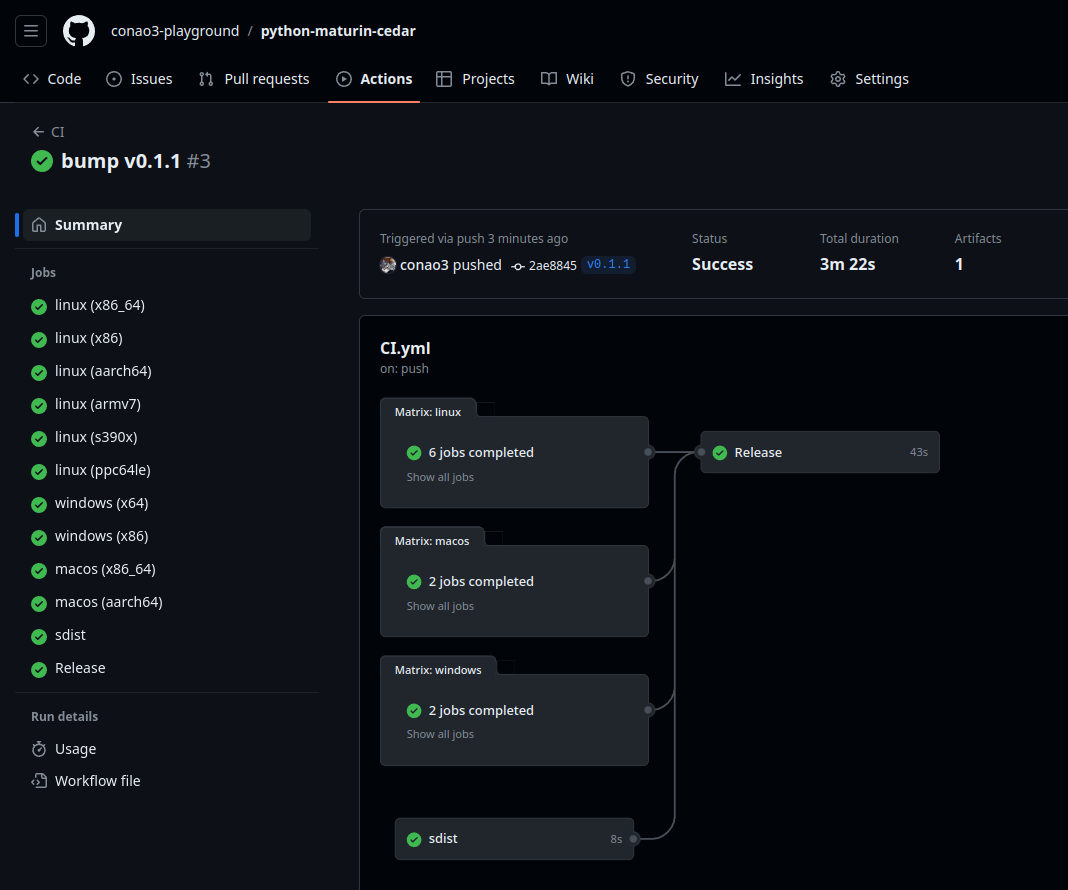 conao3-playground / python-maturin-cedar
Code Issues Pull requests Actions Projects Wiki Security Insights Settings
CI
bump v0.1.1 #3
Summary
Jobs
linux (x86_64)
linux (x86)
linux (aarch64)
linux (armv7)
linux (s390x)
linux (ppc64le)
windows (x64)
windows (x86)
macos (x86_64)
macos (aarch64)
sdist
Release
Run details
Usage
Workflow file
Triggered via push 3 minutes ago
conao3 pushed 2ae8845 v0.1.1
Status
Success
Total duration
3m 22s
Artifacts
1
CI.yml
on: push
Matrix: linux
6 jobs completed
Show all jobs
Release 43s
Matrix: macos
2 jobs completed
Show all jobs
Matrix: windows
2 jobs completed
Show all jobs
sdist 8s